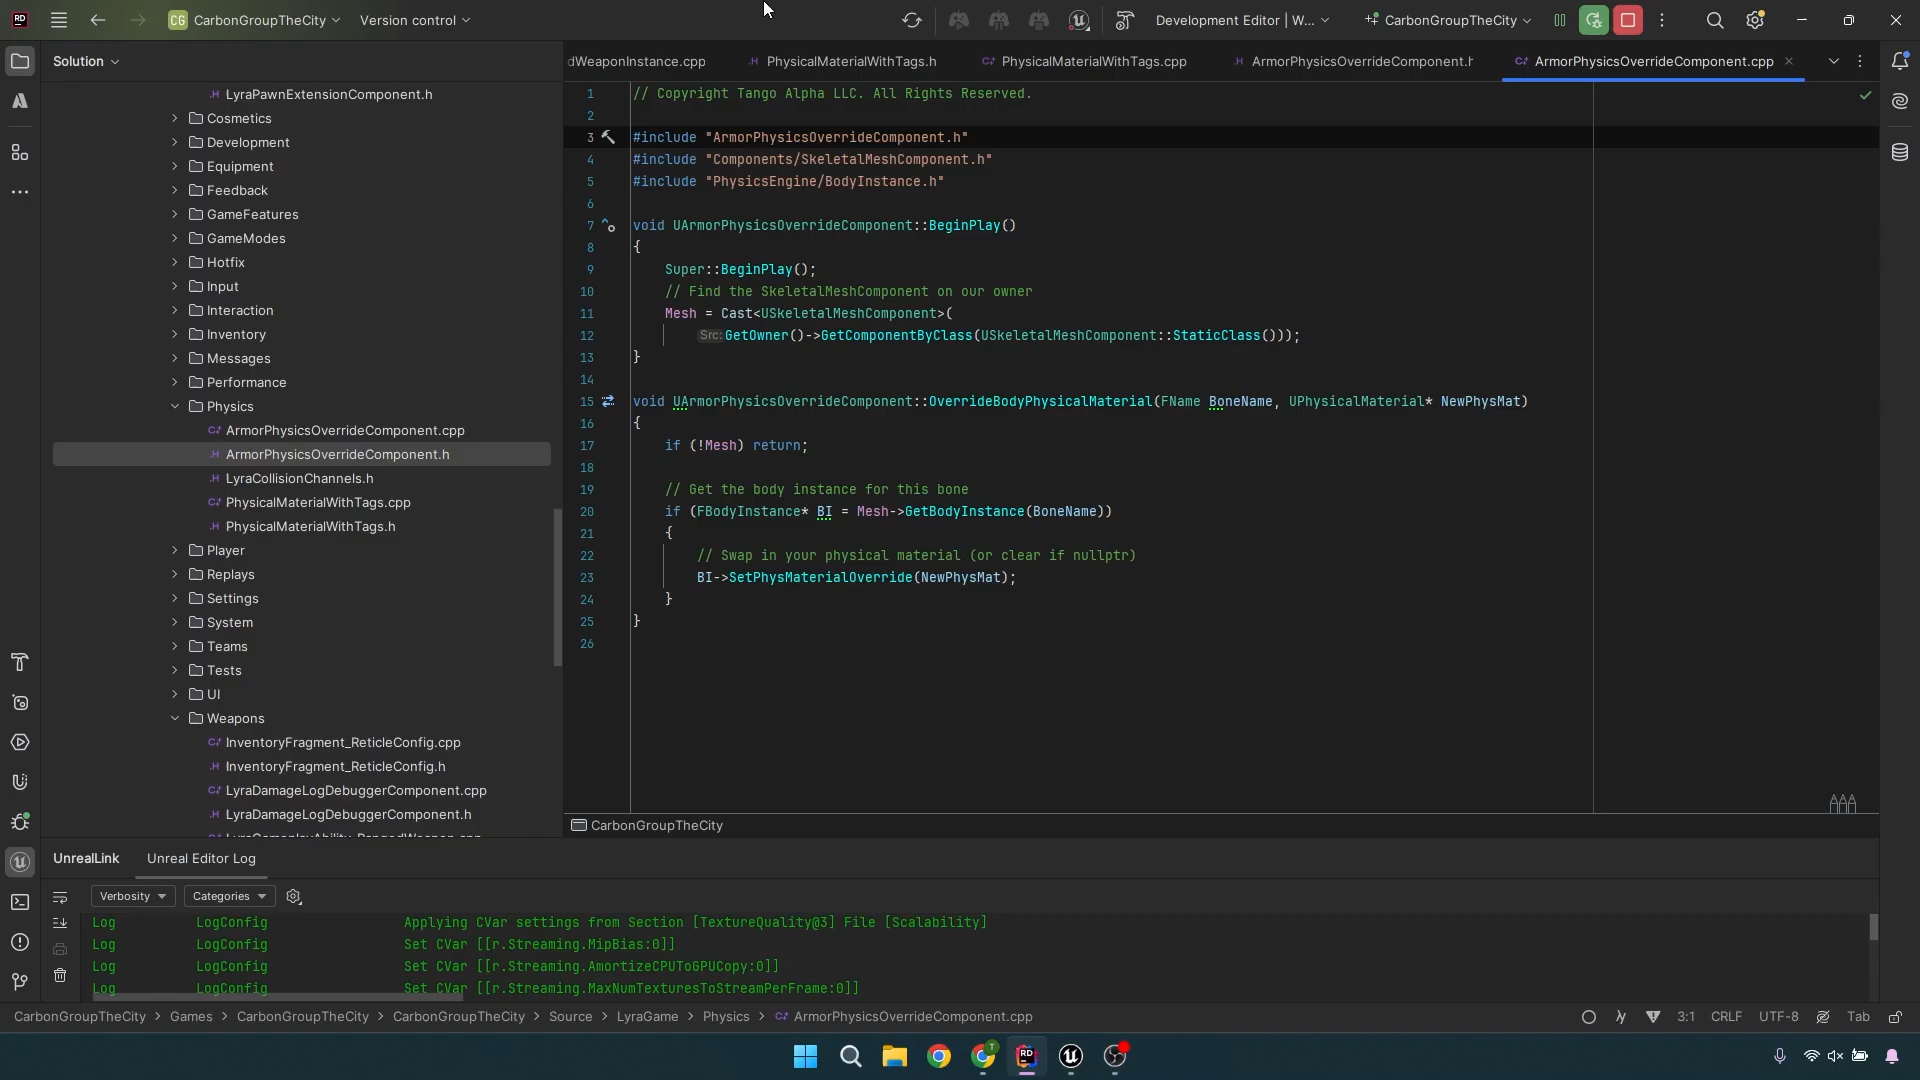 CG CarbonGroupTheCity
Version control
Development Editor | W...
CarbonGroupTheCity
Solution
dWeaponInstance.cpp
PhysicalMaterialWithTags.h
PhysicalMaterialWithTags.cpp
ArmorPhysicsOverrideComponent.h
ArmorPhysicsOverrideComponent.cpp
LyraPawnExtensionComponent.h
Cosmetics
Development
Equipment
Feedback
GameFeatures
GameModes
Hotfix
Input
Interaction
Inventory
Messages
Performance
Physics
ArmorPhysicsOverrideComponent.cpp
ArmorPhysicsOverrideComponent.h
LyraCollisionChannels.h
PhysicalMaterialWithTags.cpp
PhysicalMaterialWithTags.h
Player
Replays
Settings
System
Teams
Tests
UI
Weapons
InventoryFragment_ReticleConfig.cpp
InventoryFragment_ReticleConfig.h
LyraDamageLogDebuggerComponent.cpp
LyraDamageLogDebuggerComponent.h
1 // Copyright Tango Alpha LLC. All Rights Reserved.
2
3 #include "ArmorPhysicsOverrideComponent.h"
4 #include "Components/SkeletalMeshComponent.h"
5 #include "PhysicsEngine/BodyInstance.h"
6
7 void UArmorPhysicsOverrideComponent::BeginPlay()
8 {
9 Super::BeginPlay();
10 // Find the SkeletalMeshComponent on our owner
11 Mesh = Cast<USkeletalMeshComponent>(
12 Src: GetOwner()->GetComponentByClass(USkeletalMeshComponent::StaticClass()));
13 }
14
15 void UArmorPhysicsOverrideComponent::OverrideBodyPhysicalMaterial(FName BoneName, UPhysicalMaterial* NewPhysMat)
16 {
17 if (!Mesh) return;
18
19 // Get the body instance for this bone
20 if (FBodyInstance* BI = Mesh->GetBodyInstance(BoneName))
21 {
22 // Swap in your physical material (or clear if nullptr)
23 BI->SetPhysMaterialOverride(NewPhysMat);
24 }
25 }
26
CarbonGroupTheCity
UnrealLink
Unreal Editor Log
Verbosity
Categories
Log LogConfig Applying CVar settings from Section [TextureQuality@3] File [Scalability]
Log LogConfig Set CVar [[r.Streaming.MipBias:0]]
Log LogConfig Set CVar [[r.Streaming.AmortizeCPUToGPUCopy:0]]
Log LogConfig Set CVar [[r.Streaming.MaxNumTexturesToStreamPerFrame:0]]
CarbonGroupTheCity > Games > CarbonGroupTheCity > CarbonGroupTheCity > Source > LyraGame > Physics > ArmorPhysicsOverrideComponent.cpp
3:1 CRLF UTF-8 Tab